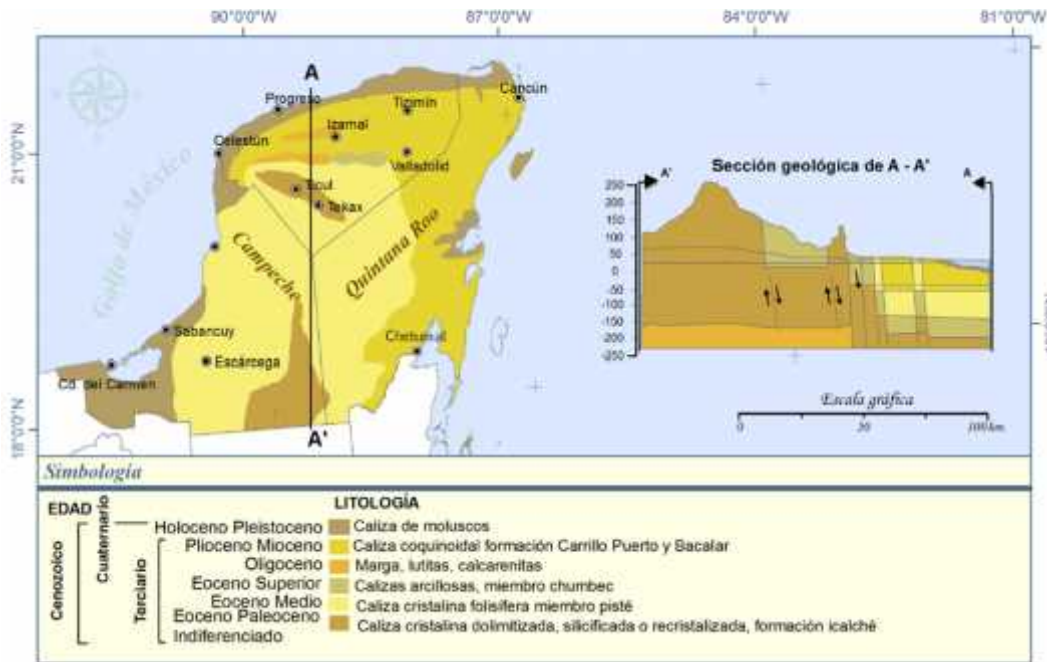 90°0'0"W 87°0'0"W 84°0'0"W 81°0'0"W
21°0'0"N
18°0'0"N
Golfo de México
A
Progreso
Tizimín
Cancún
Izamal
Celestún
Valladolid
Ticul
Tekax
Campeche
Quintana Roo
Sabancuy
Chetumal
Escárcega
Cd. del Carmen
A'
Sección geológica de A - A'
A' A
250
200
150
100
50
0
-50
-100
-150
-200
-250
Escala gráfica
0 100 km
Simbología
EDAD
LITOLOGÍA
Cenozoico
Cuaternario
Terciario
Holoceno Pleistoceno Caliza de moluscos
Plioceno Mioceno Caliza coquinoidal formación Carrillo Puerto y Bacalar
Oligoceno Marga, lutitas, calcarenitas
Eoceno Superior Calizas arcillosas, miembro chumbec
Eoceno Medio Caliza cristalina folisífera miembro pisté
Eoceno Paleoceno Caliza cristalina dolimitizada, silicificada o recristalizada, formación icalché
Indiferenciado